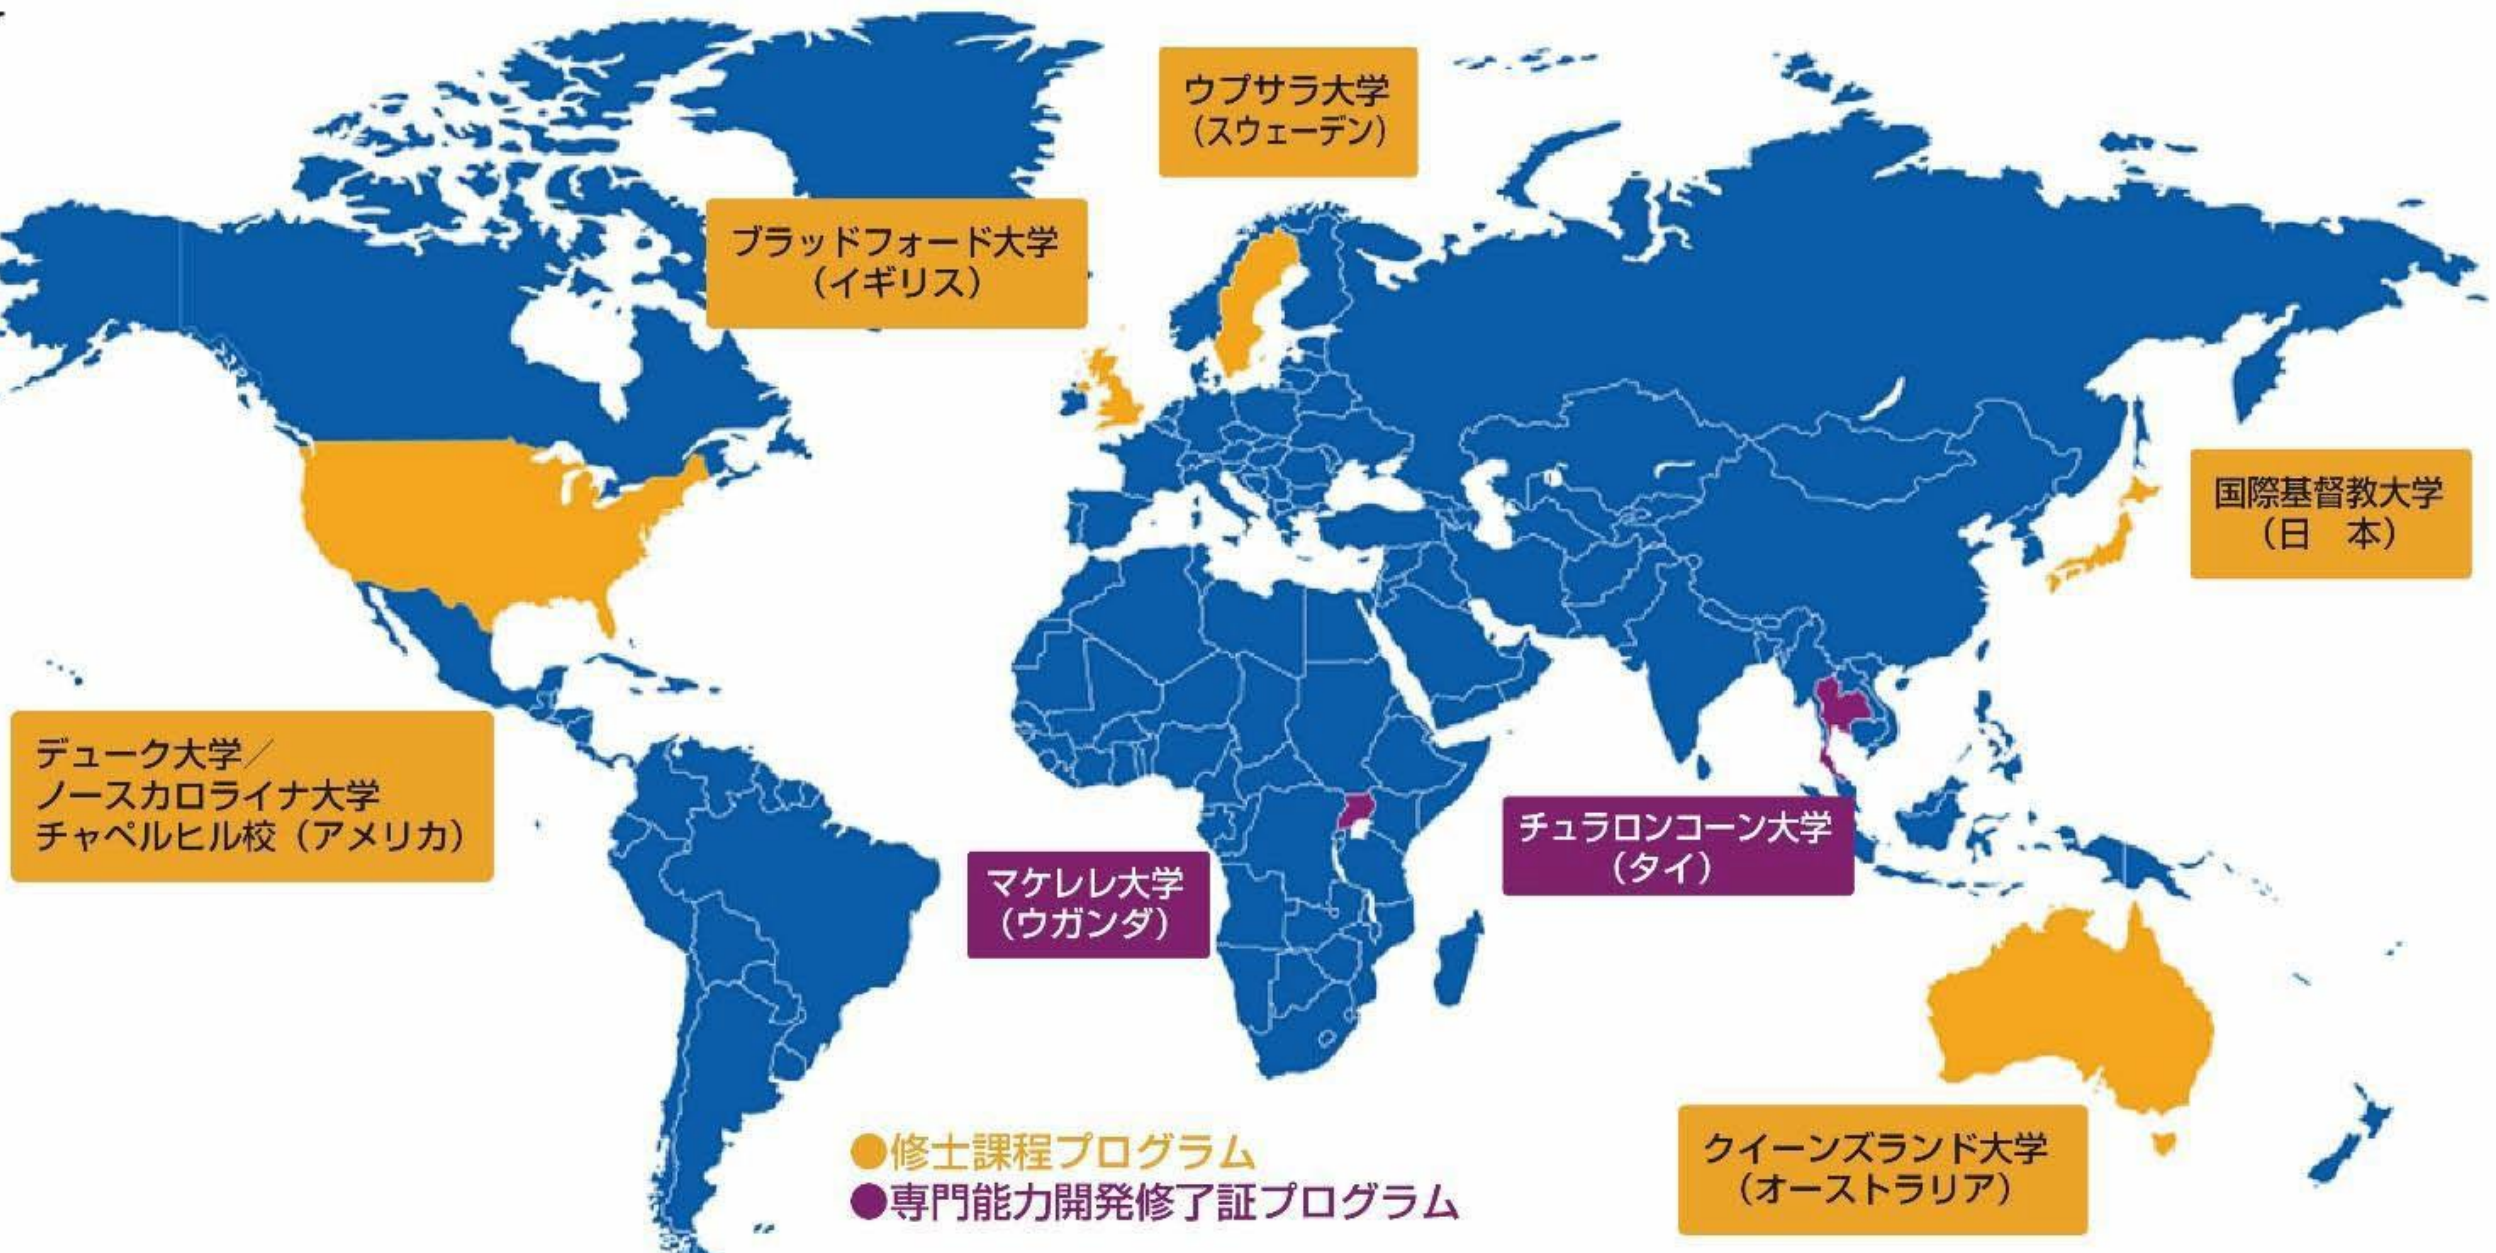 ウプサラ大学
（スウェーデン）
ブラッドフォード大学
（イギリス）
国際基督教大学
（日　本）
デューク大学／
ノースカロライナ大学
チャペルヒル校（アメリカ）
チュラロンコーン大学
（タイ）
マケレレ大学
（ウガンダ）
クイーンズランド大学
（オーストラリア）
●修士課程プログラム
●専門能力開発修了証プログラム